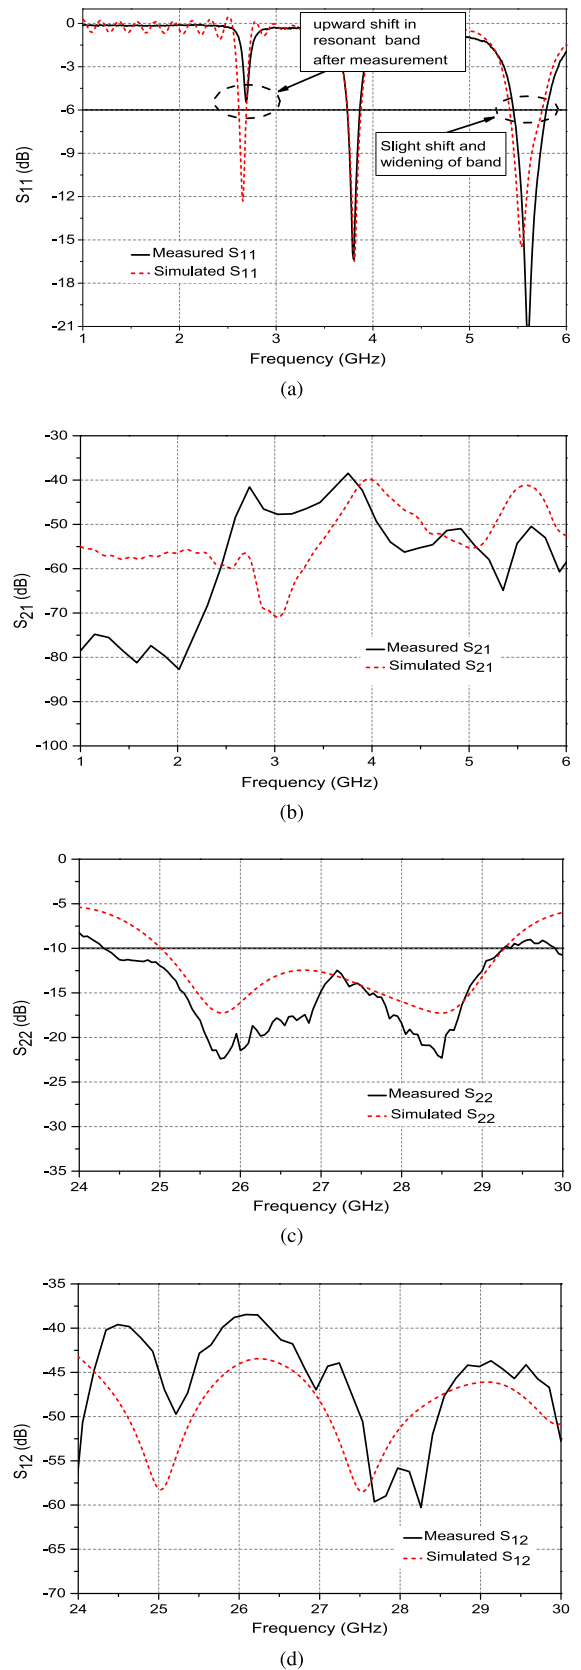 0
-3
-6
-9
-12
-15
-18
-21
S11 (dB)
upward shift in
resonant band
after measurement
Slight shift and
widening of band
Measured S11
Simulated S11
1 2 3 4 5 6
Frequency (GHz)
(a)
-30
-40
-50
-60
-70
-80
-90
-100
S21 (dB)
Measured S21
Simulated S21
1 2 3 4 5 6
Frequency (GHz)
(b)
0
-5
-10
-15
-20
-25
-30
-35
S22 (dB)
Measured S22
Simulated S22
24 25 26 27 28 29 30
Frequency (GHz)
(c)
-35
-40
-45
-50
-55
-60
-65
-70
S12 (dB)
Measured S12
Simulated S12
24 25 26 27 28 29 30
Frequency (GHz)
(d)